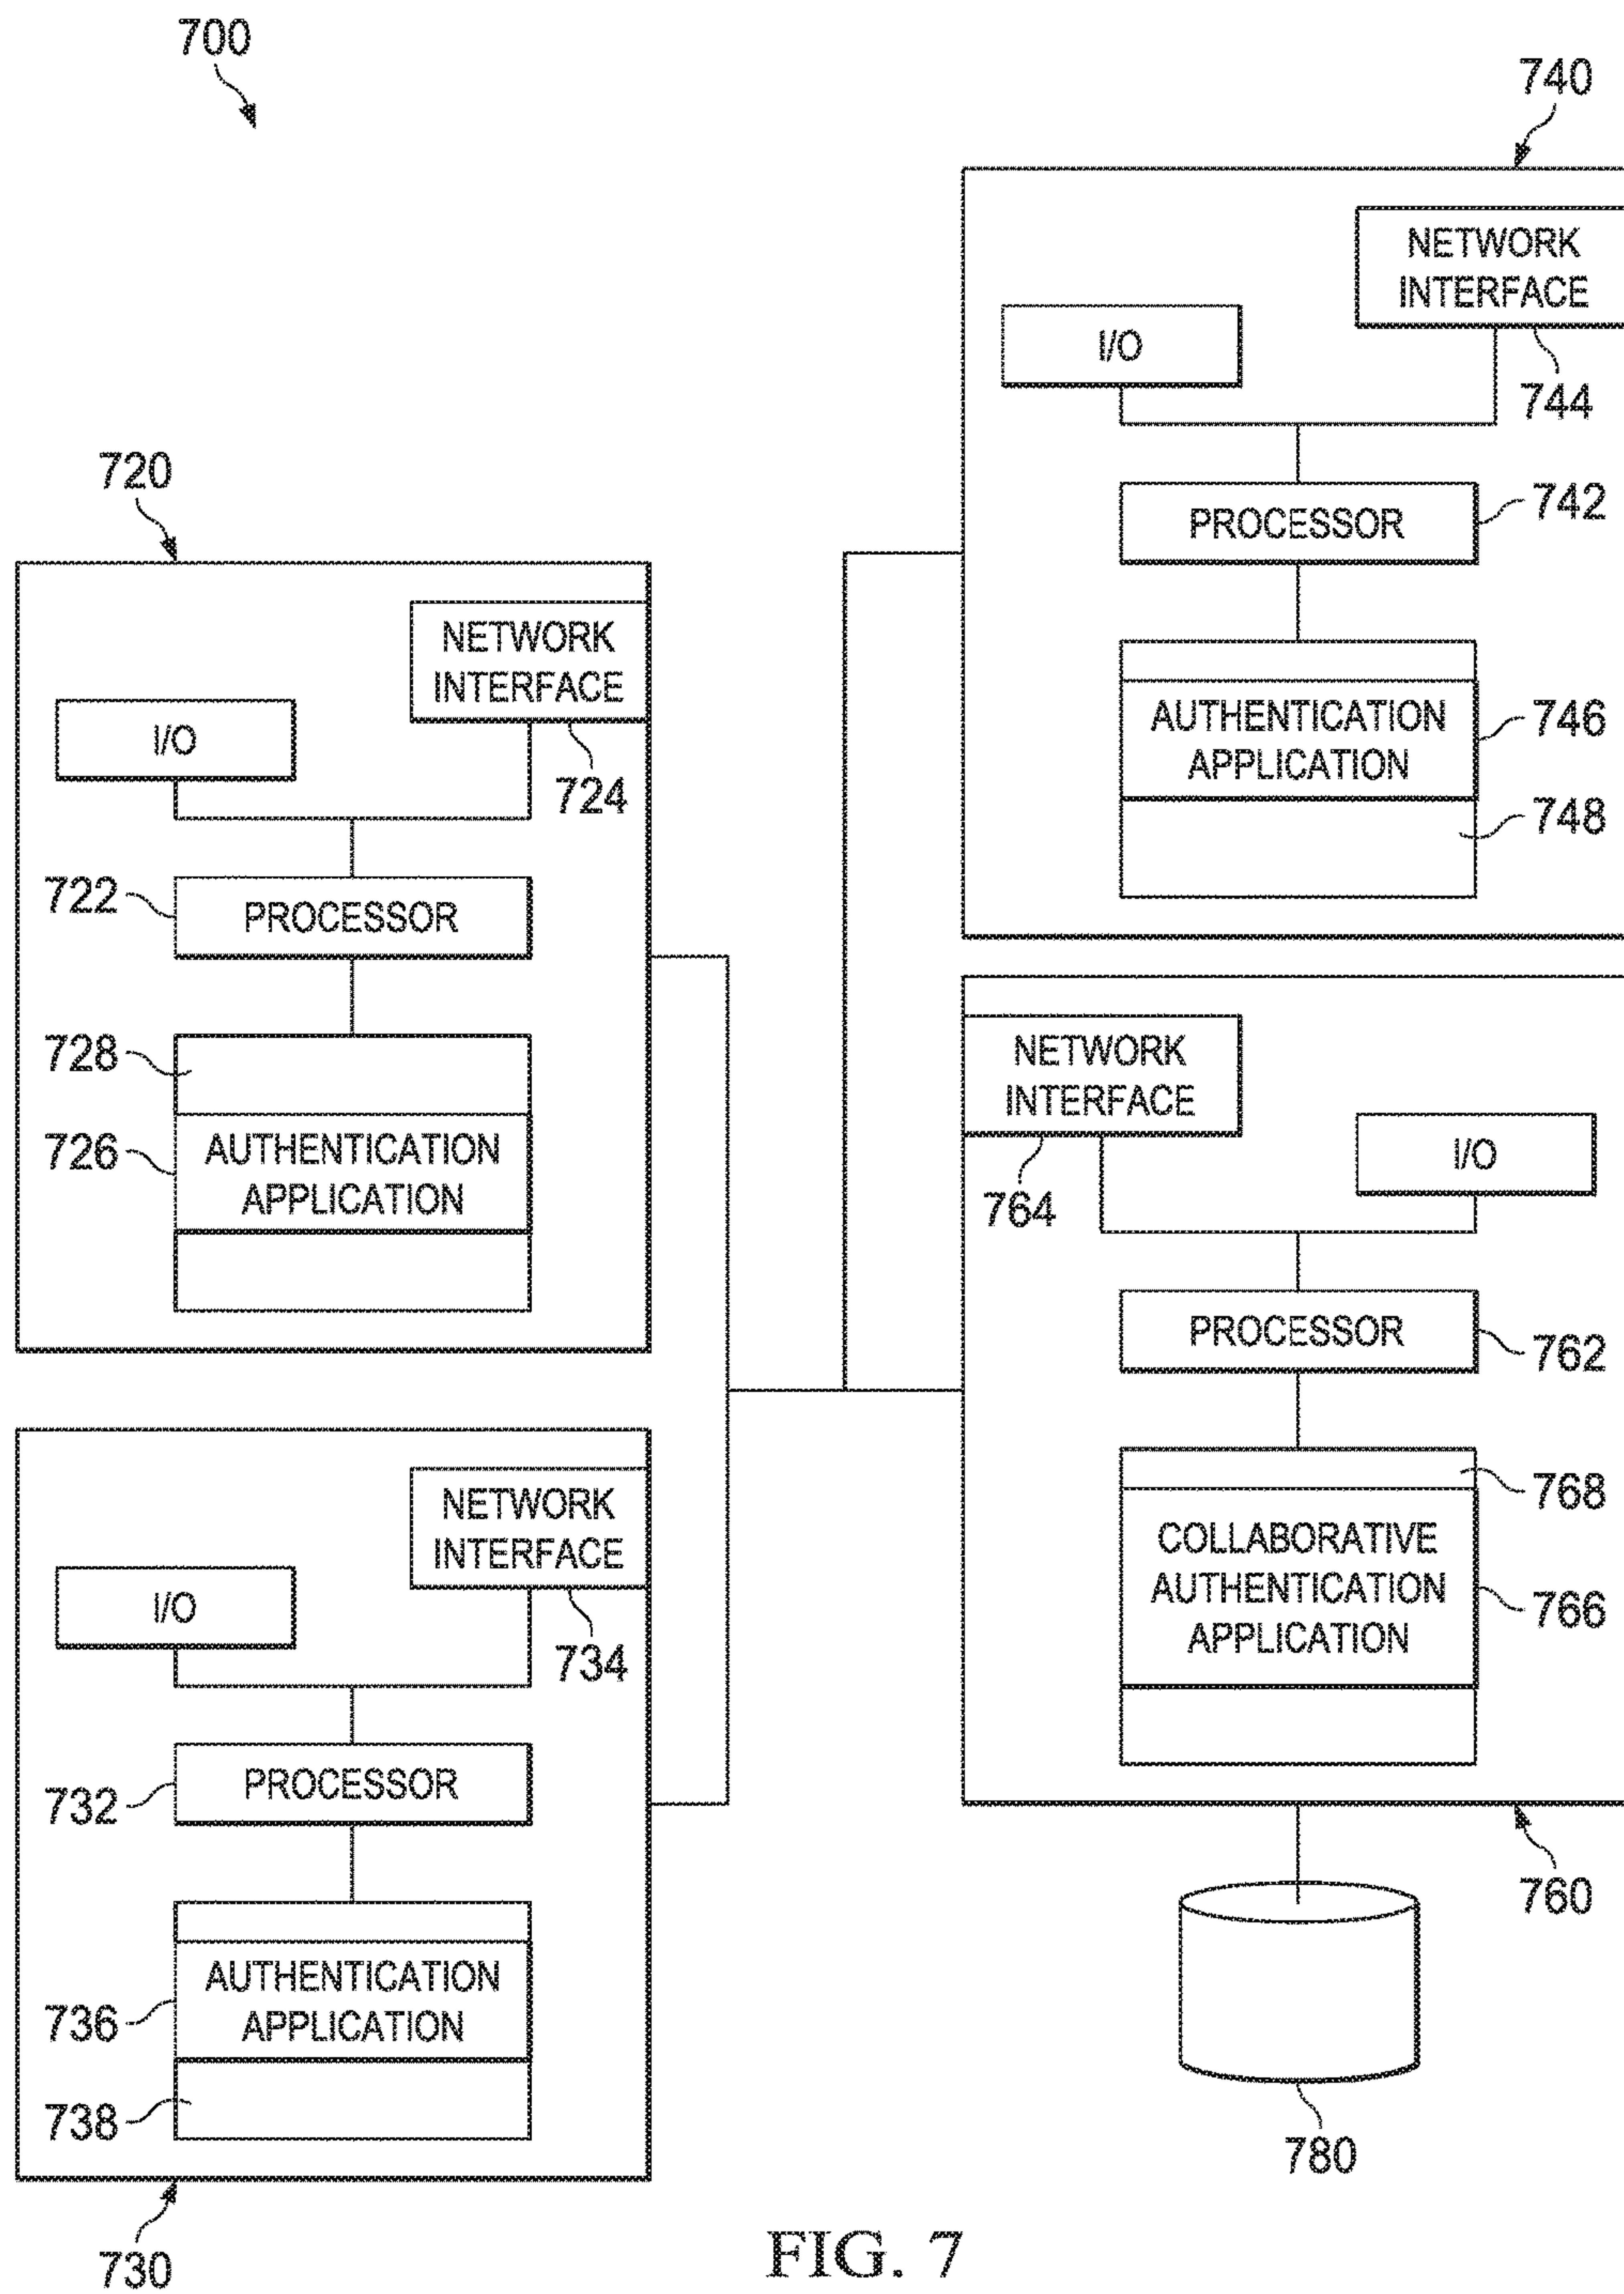 700
740
NETWORK
INTERFACE
I/O
744
PROCESSOR
742
AUTHENTICATION
APPLICATION
746
748
720
NETWORK
INTERFACE
I/O
724
722
PROCESSOR
728
726
AUTHENTICATION
APPLICATION
NETWORK
INTERFACE
I/O
764
PROCESSOR
762
768
COLLABORATIVE
AUTHENTICATION
APPLICATION
766
760
780
NETWORK
INTERFACE
I/O
734
732
PROCESSOR
AUTHENTICATION
APPLICATION
736
738
730
FIG. 7